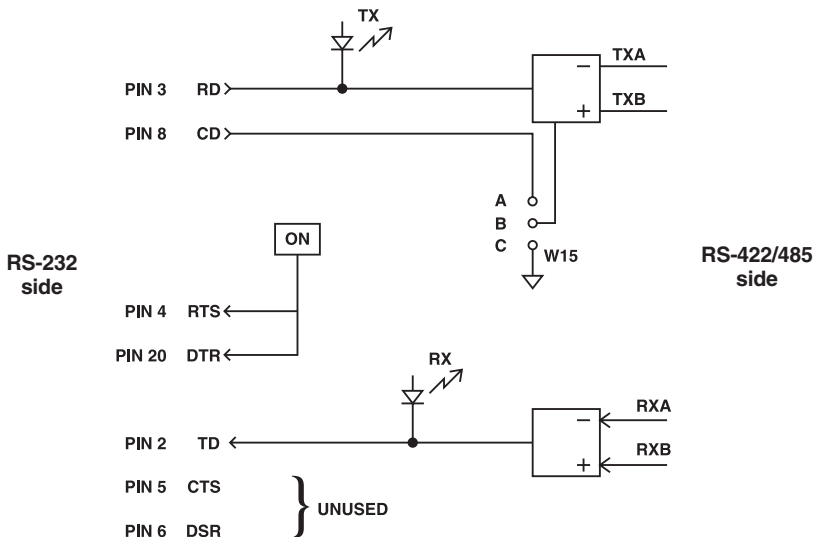 TX
TXA
− 
PIN 3 RD
TXB
+
PIN 8 CD
A
B
C W15
ON
RS-232
side
RS-422/485
side
PIN 4 RTS
PIN 20 DTR
RX
RXA
−
PIN 2 TD
RXB
+
PIN 5 CTS
UNUSED
PIN 6 DSR